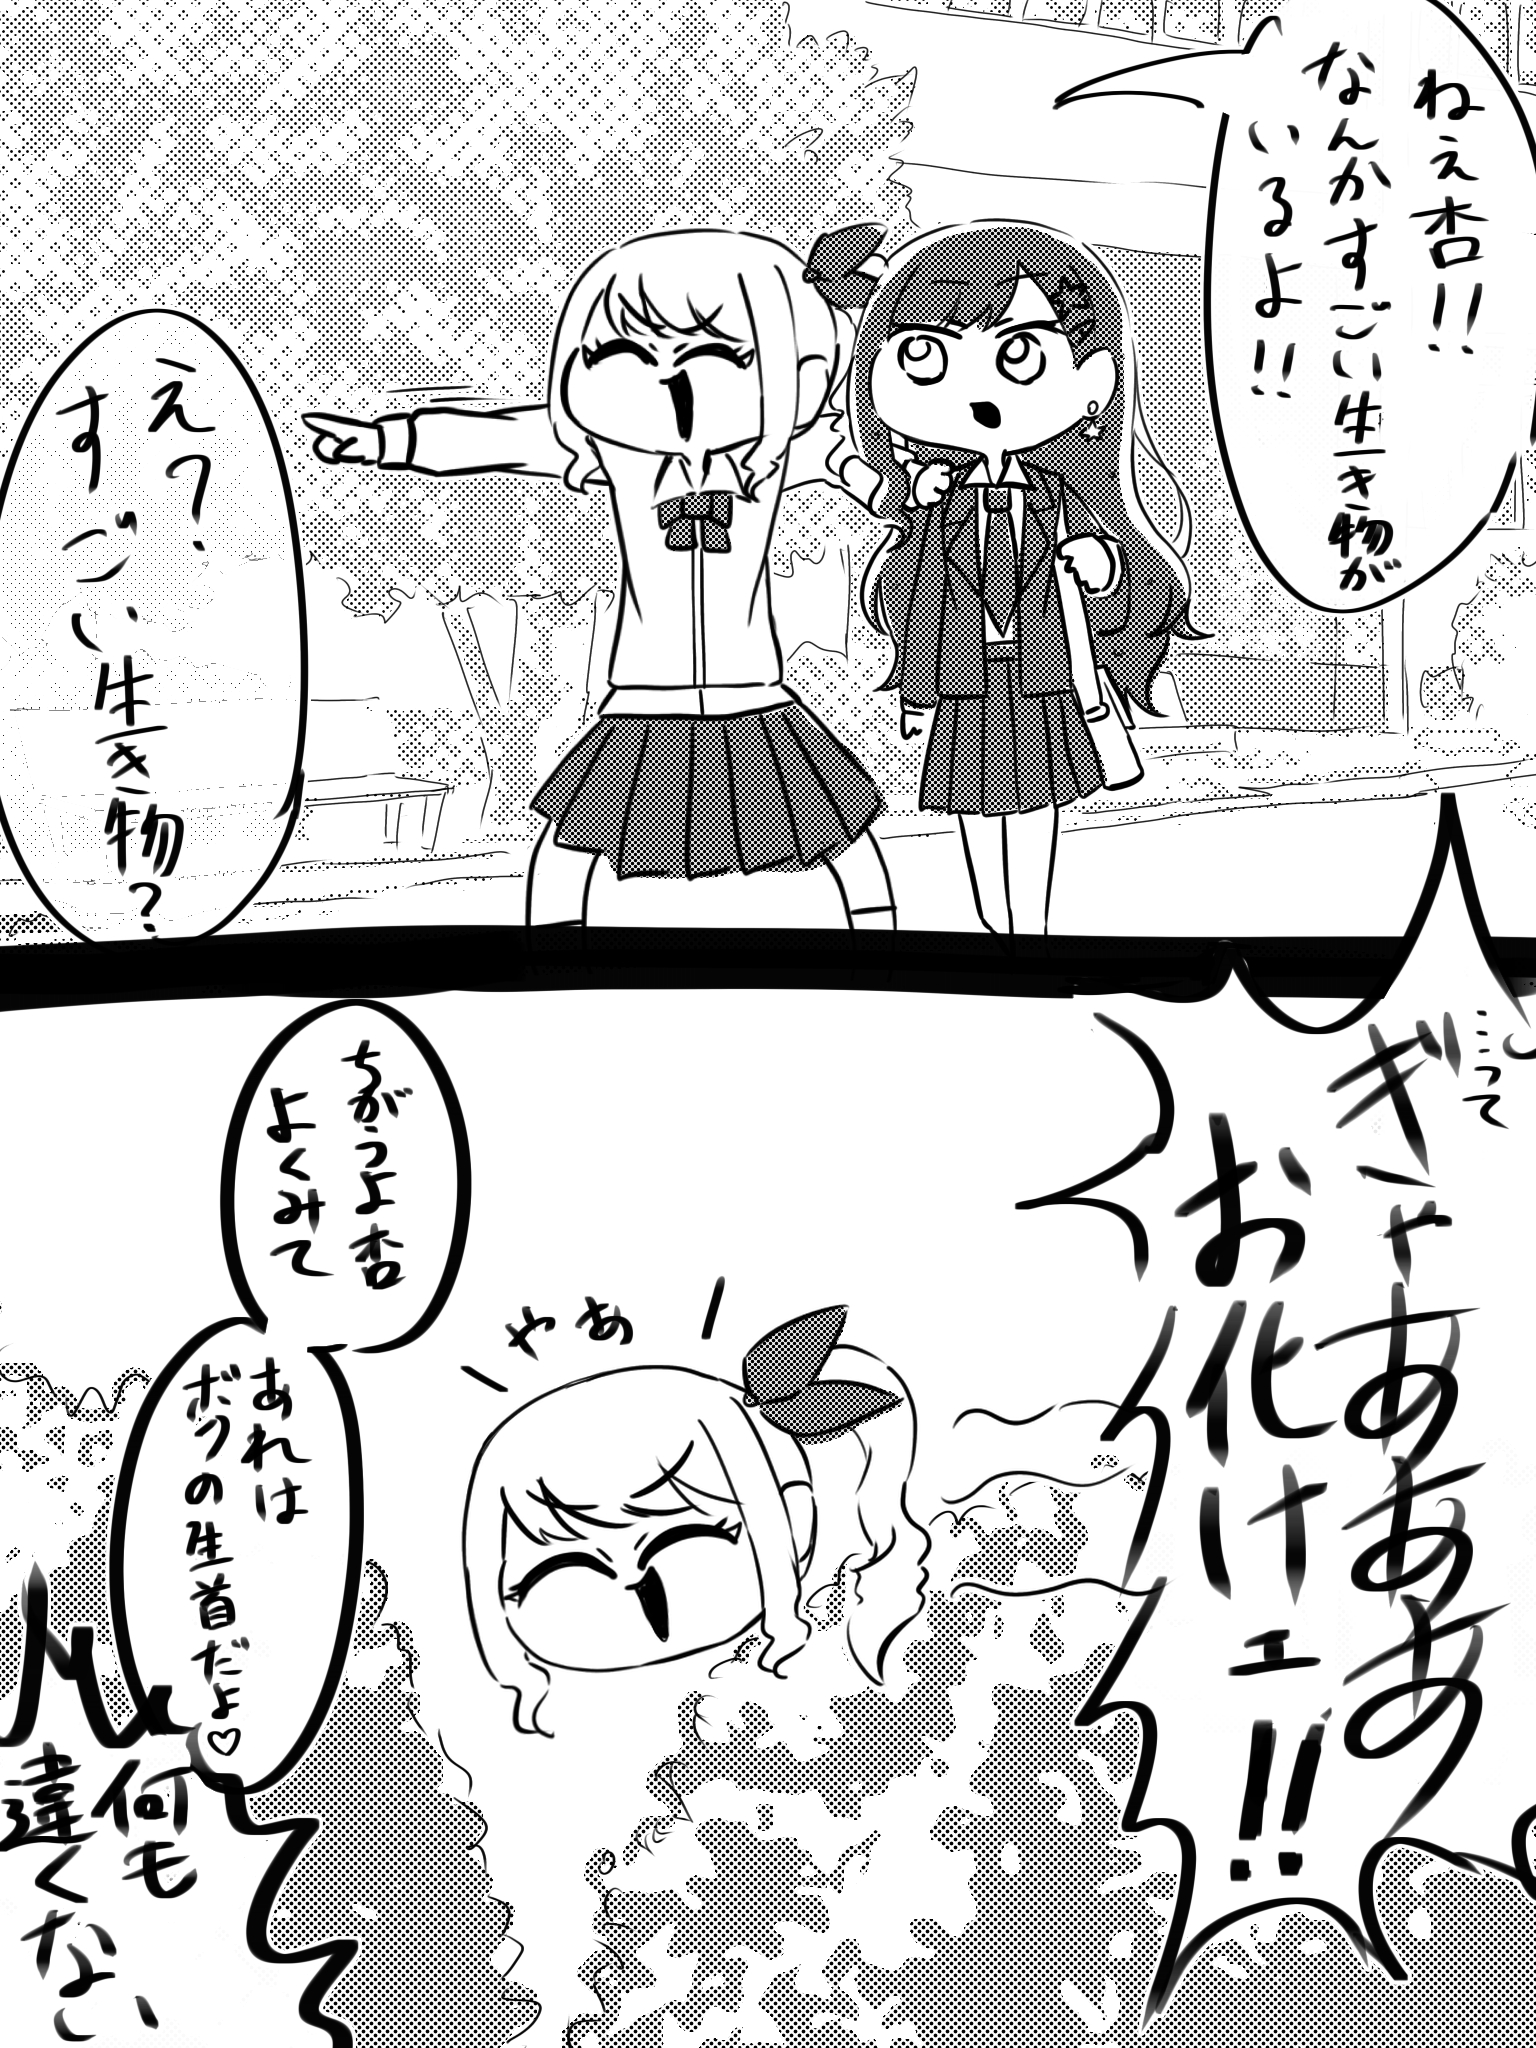 ねぇ杏!!
なんかすごい生き物が
いるよ!!
え?
すごい生き物?
…って
ぎゃあああ
お化けェ!!
やぁ
ちがうよ杏
よくみて
あれは
ボクの生首だよ♡
何も
違くない